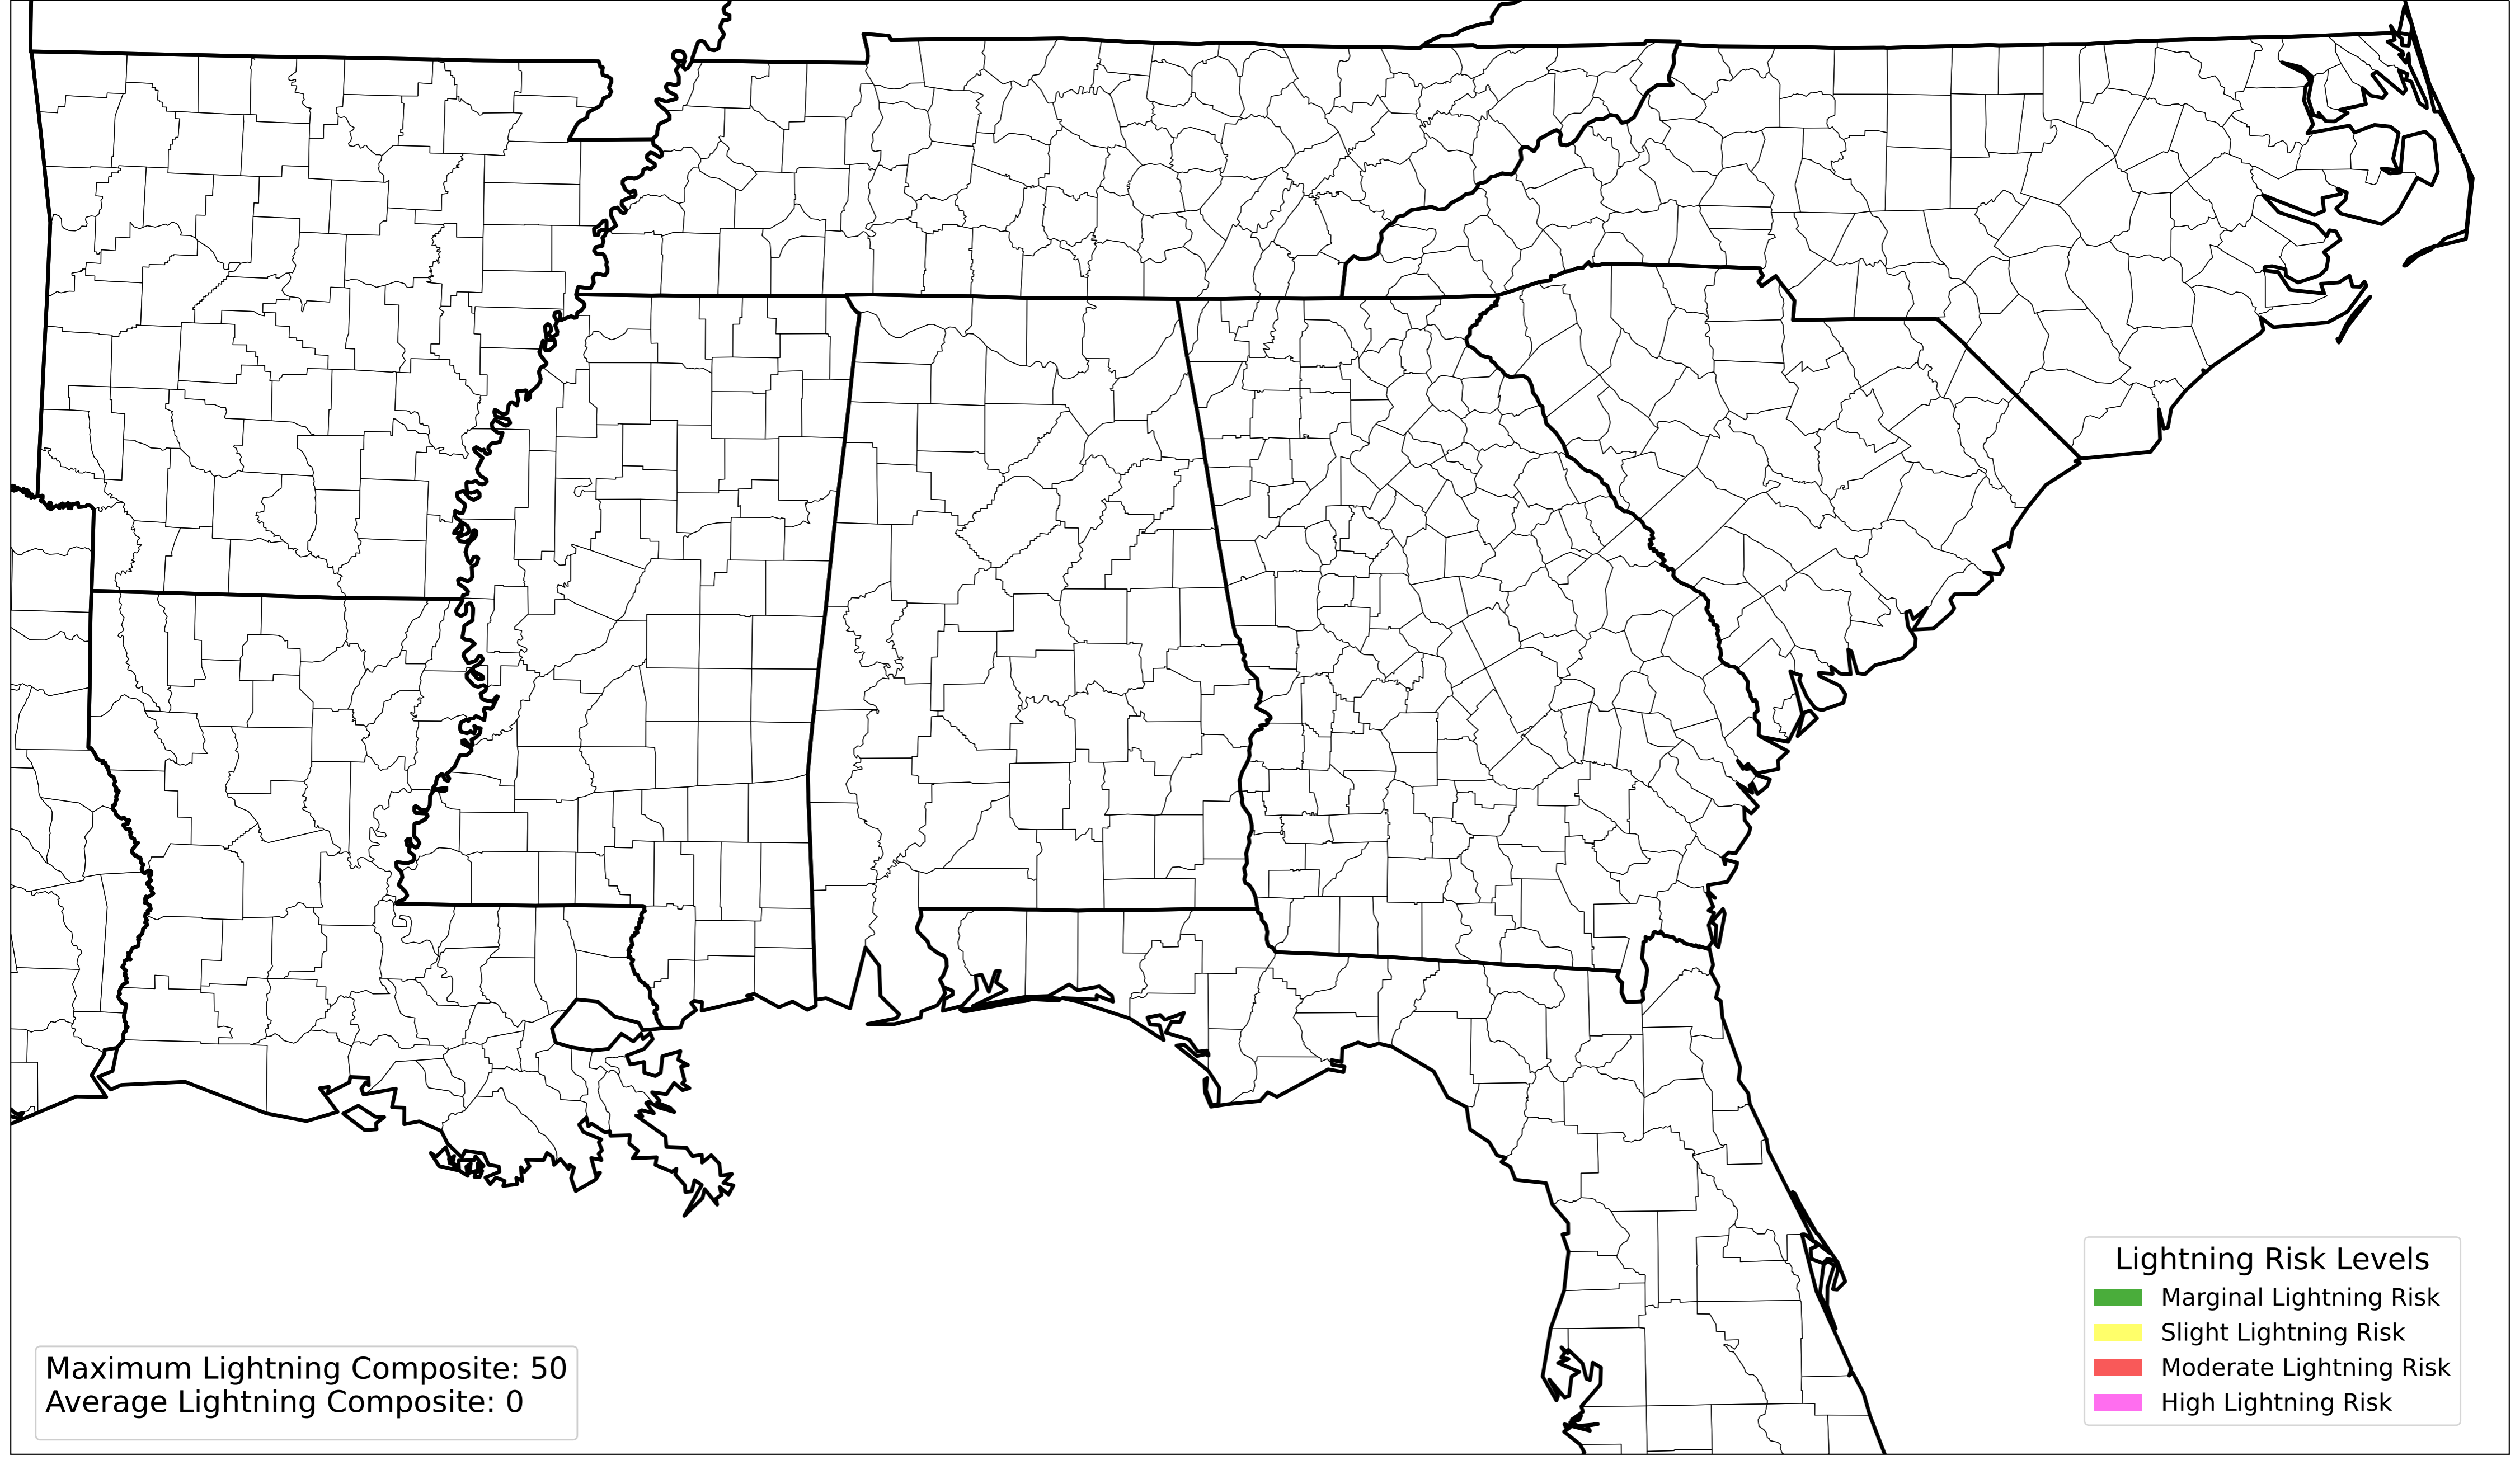 Lightning Risk Levels
Marginal Lightning Risk
Slight Lightning Risk
Moderate Lightning Risk
High Lightning Risk
Maximum Lightning Composite: 50
Average Lightning Composite: 0